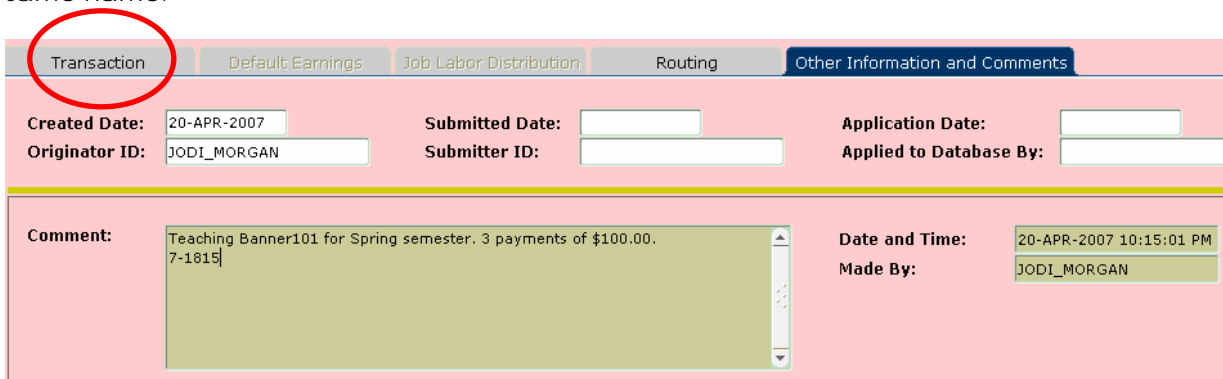 same name.
Transaction Default Earnings Job Labor Distribution Routing Other Information and Comments
Created Date: 20-APR-2007 Submitted Date: Application Date:
Originator ID: JODI_MORGAN Submitter ID: Applied to Database By:
Comment: Teaching Banner101 for Spring semester. 3 payments of $100.00. Date and Time: 20-APR-2007 10:15:01 PM
7-1815
Made By: JODI_MORGAN